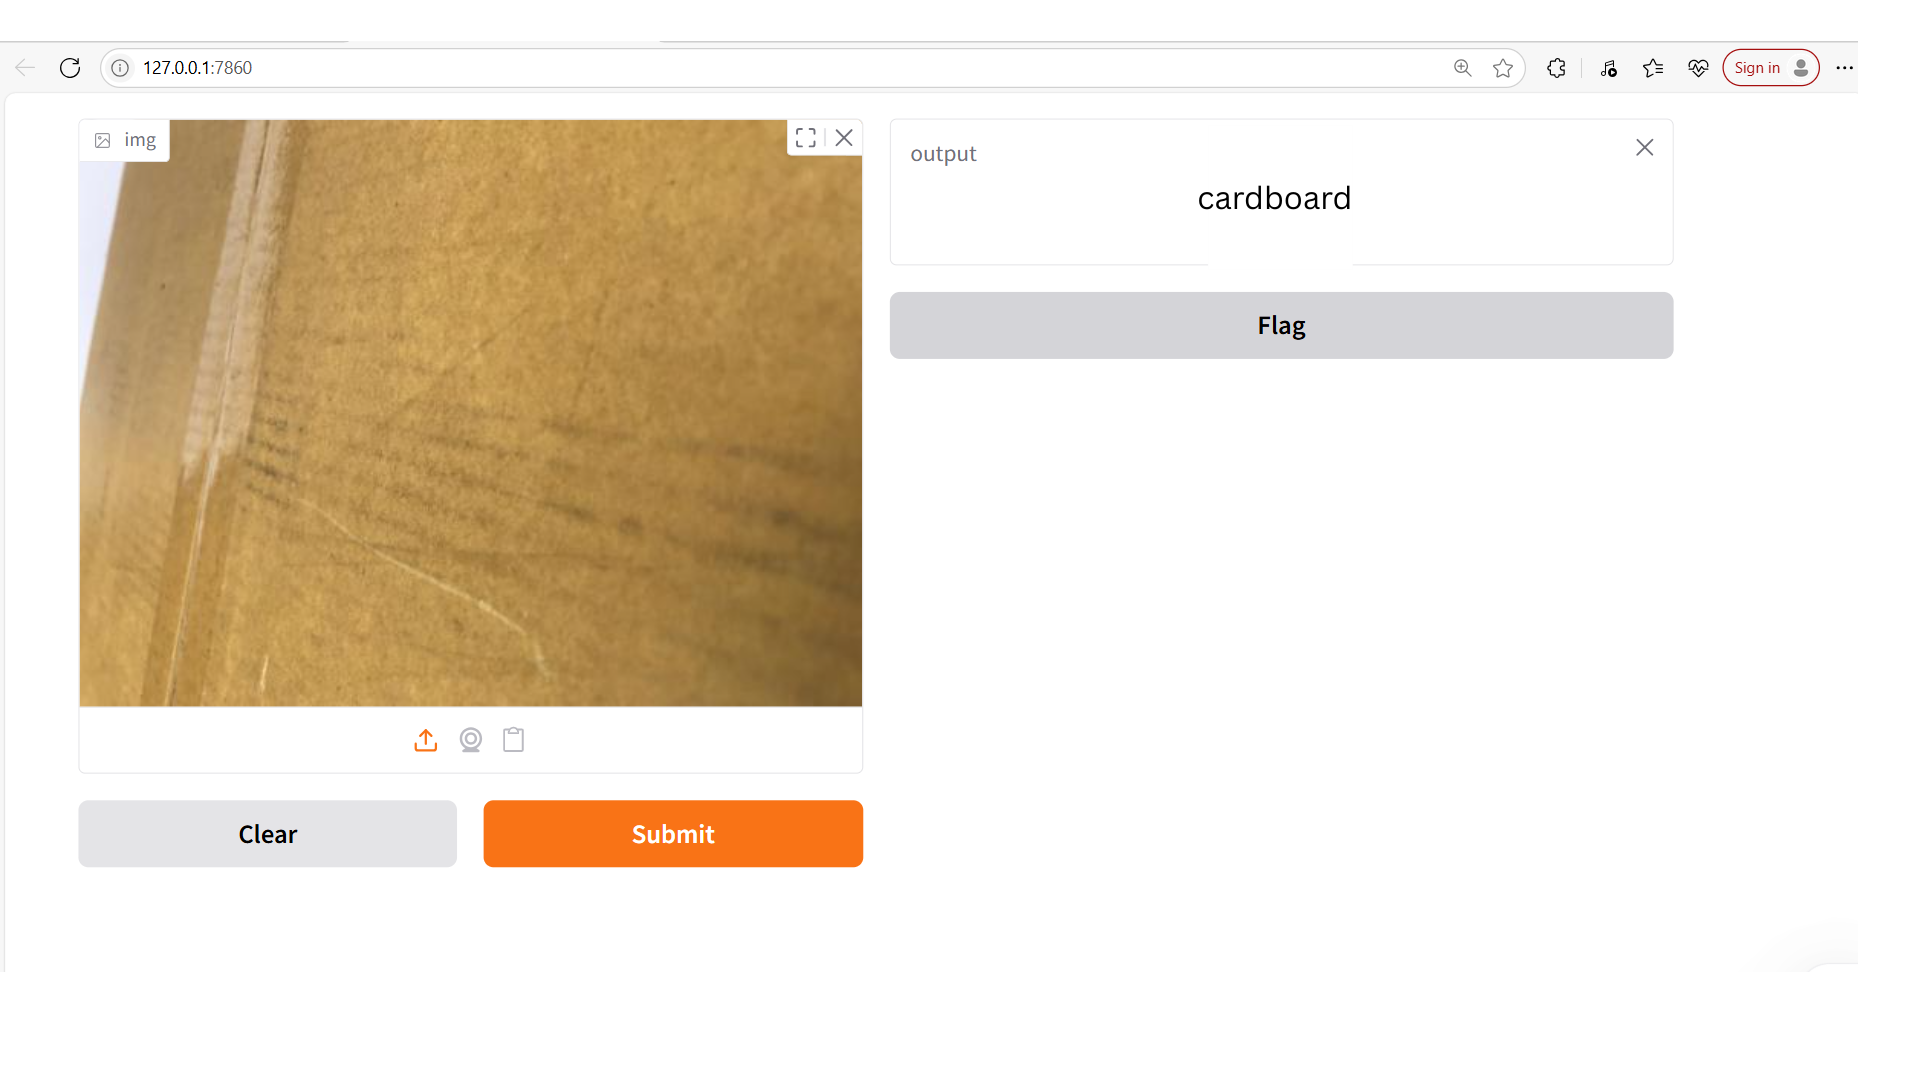 127.0.0.1:7860
Sign in
img
output
cardboard
Flag
Clear
Submit